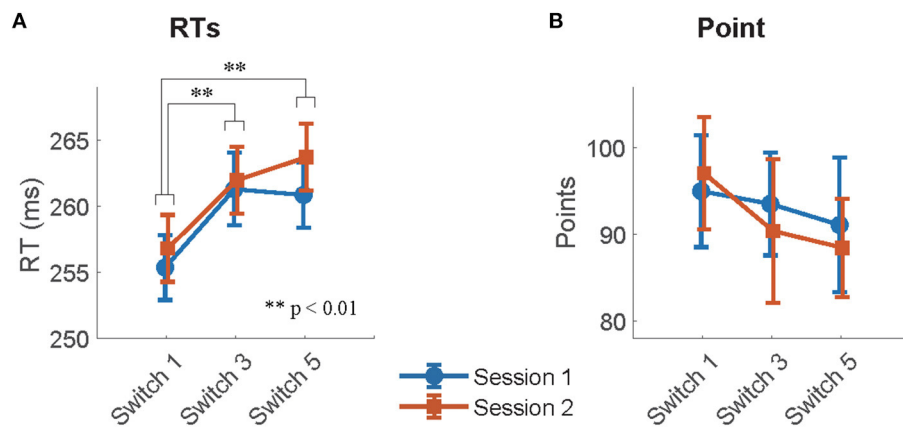 A
RTs
**
**
265
260
255
250
RT (ms)
** p < 0.01
Switch 1
Switch 3
Switch 5
B
Point
100
90
80
Points
Switch 1
Switch 3
Switch 5
Session 1
Session 2